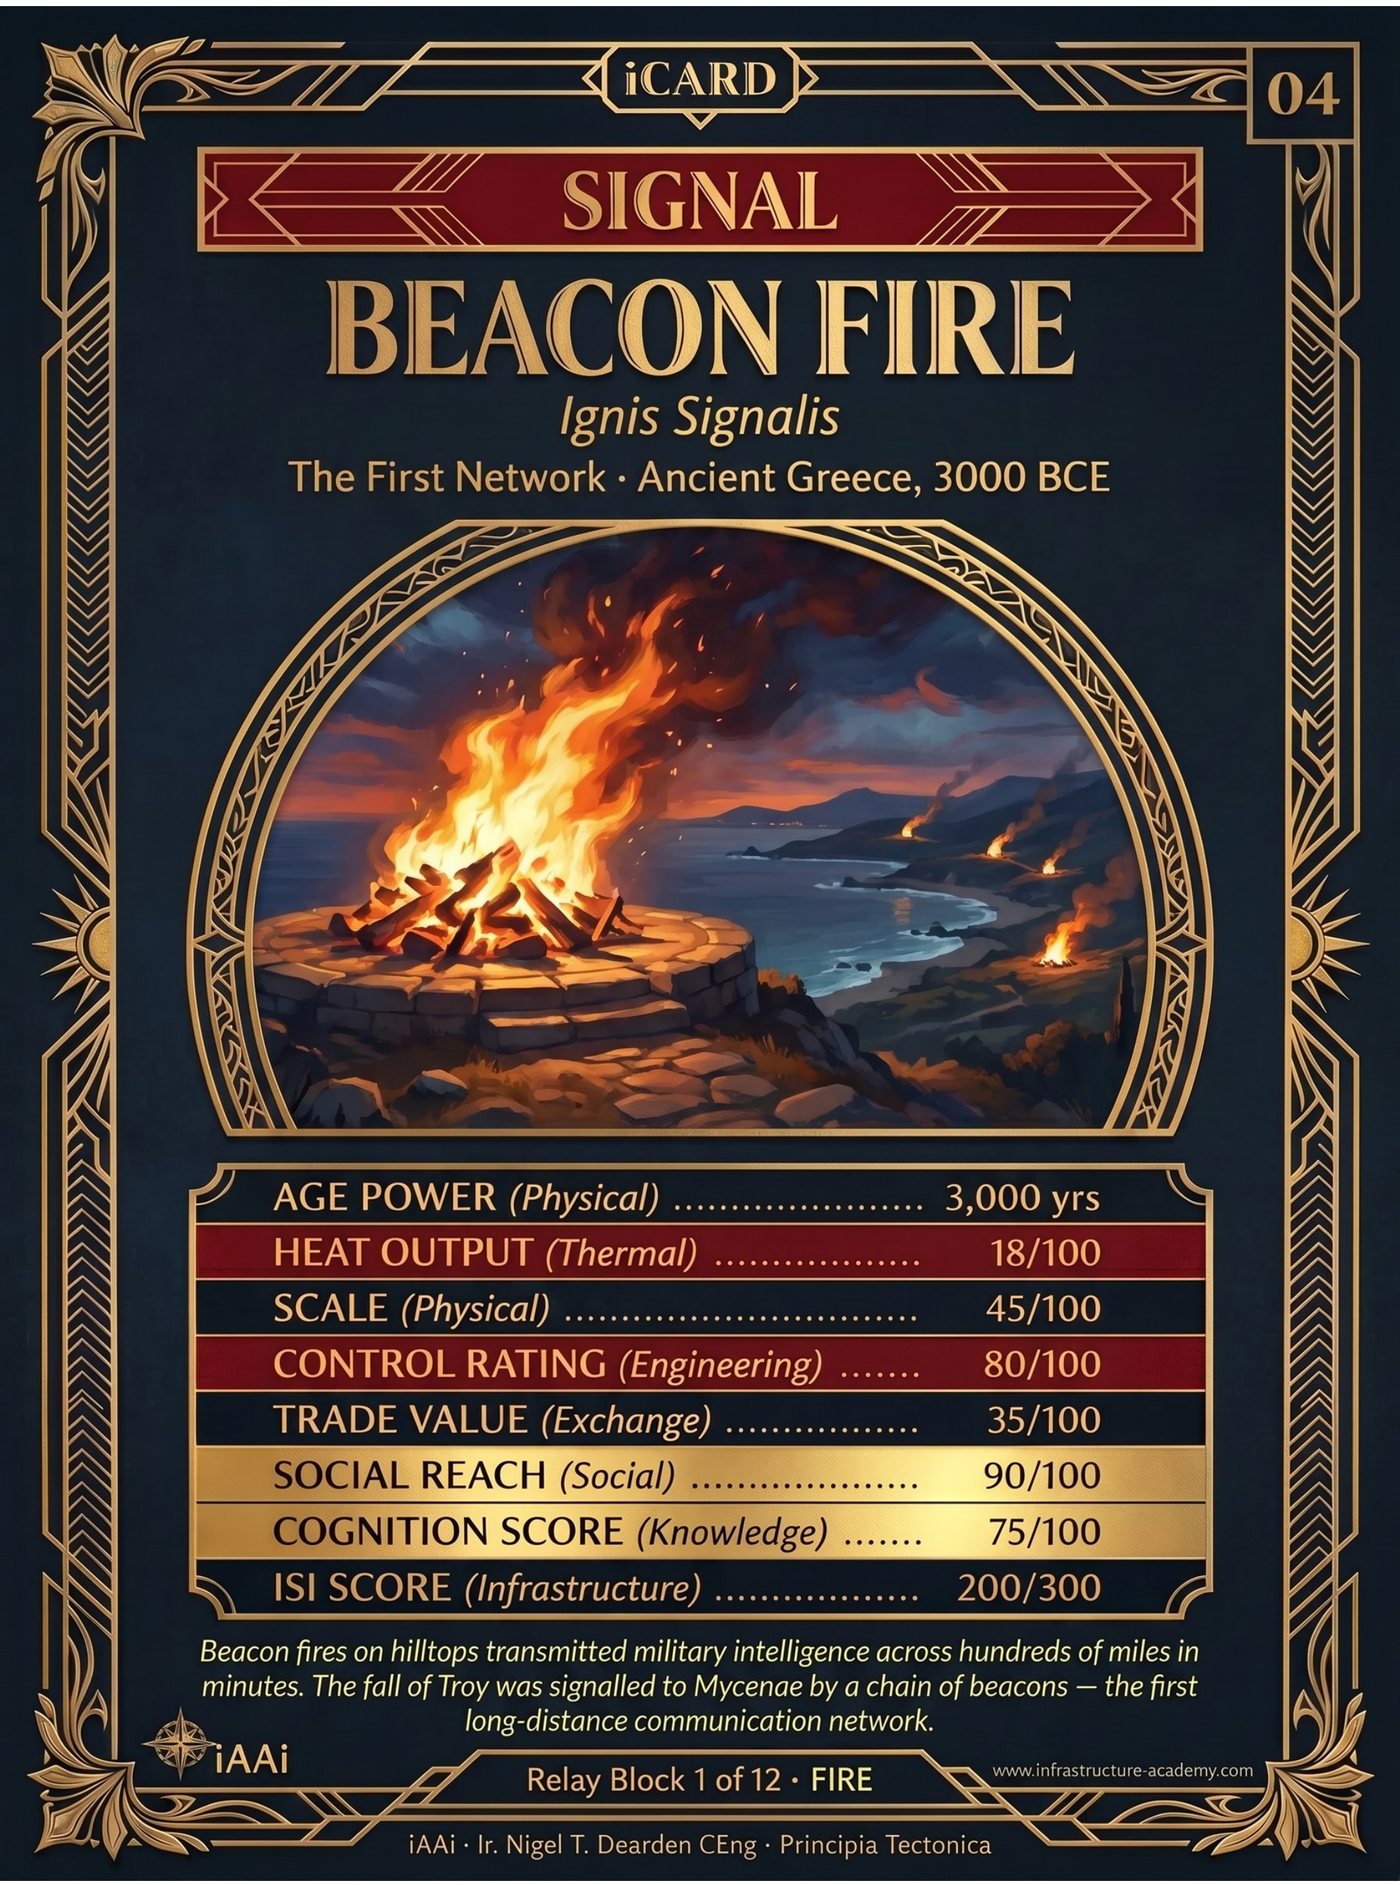 iCARD
04
SIGNAL
BEACON FIRE
Ignis Signalis
The First Network · Ancient Greece, 3000 BCE
AGE POWER (Physical) ...................... 3,000 yrs
HEAT OUTPUT (Thermal) .................. 18/100
SCALE (Physical) ............................... 45/100
CONTROL RATING (Engineering) ....... 80/100
TRADE VALUE (Exchange) ................. 35/100
SOCIAL REACH (Social) .................... 90/100
COGNITION SCORE (Knowledge) ....... 75/100
ISI SCORE (Infrastructure) .................. 200/300
Beacon fires on hilltops transmitted military intelligence across hundreds of miles in
minutes. The fall of Troy was signalled to Mycenae by a chain of beacons — the first
long-distance communication network.
iAAi
Relay Block 1 of 12 · FIRE
www.infrastructure-academy.com
iAAi · Ir. Nigel T. Dearden CEng · Principia Tectonica